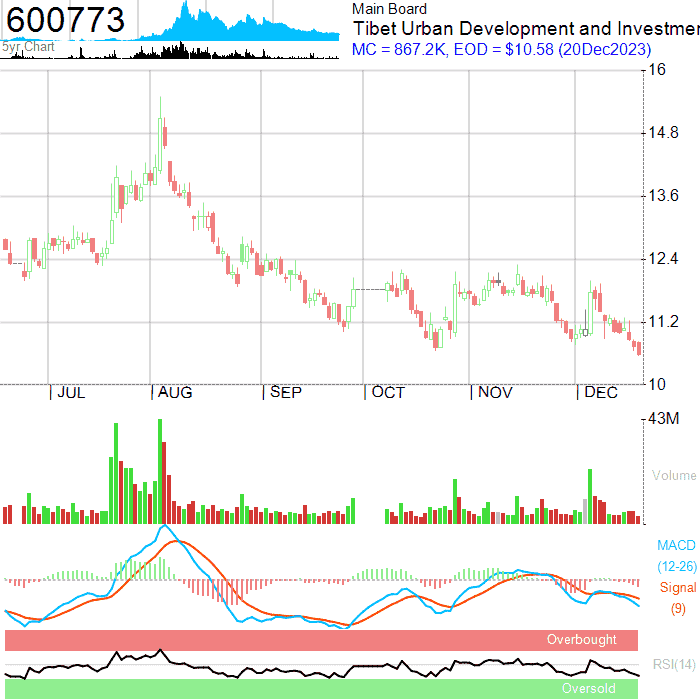 600773
5yr Chart
Main Board
Tibet Urban Development and Investmen
MC = 867.2K, EOD = $10.58 (20Dec2023)
16
14.8
13.6
12.4
11.2
10
JUL
AUG
SEP
OCT
NOV
DEC
43M
Volume
MACD
(12-26)
Signal
(9)
Overbought
RSI(14)
Oversold